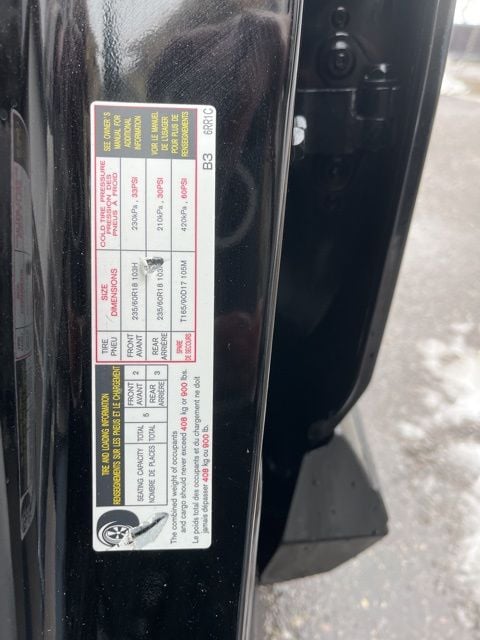 TIRE AND LOADING INFORMATION
RENSEIGNEMENTS SUR LES PNEUS ET LE CHARGEMENT
SEATING CAPACITY TOTAL 5 FRONT AVANT 2 REAR ARRIÈRE 3
NOMBRE DE PLACES TOTAL
The combined weight of occupants
and cargo should never exceed 408 kg or 900 lbs.
Le poids total des occupants et du chargement ne doit
jamais dépasser 408 kg ou 900 lb.
TIRE PNEU
SIZE DIMENSIONS
COLD TIRE PRESSURE
PRESSION DES
PNEUS À FROID
FRONT AVANT 235/60R18 103H 230kPa, 33PSI
REAR ARRIÈRE 235/60R18 210kPa, 30PSI
SPARE DE SECOURS T165/90D17 105M 420kPa, 60PSI
SEE OWNER'S
MANUAL FOR
ADDITIONAL
INFORMATION
VOIR LE MANUEL
DE L'USAGER
POUR PLUS DE
RENSEIGNEMENTS
B3 6RR1C